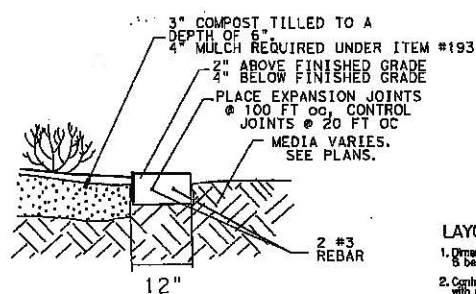 3" COMPOST TILLED TO A
DEPTH OF 6".
4" MULCH REQUIRED UNDER ITEM #193
2" ABOVE FINISHED GRADE
4" BELOW FINISHED GRADE
PLACE EXPANSION JOINTS
@ 100 FT oo, CONTROL
JOINTS @ 20 FT OC
MEDIA VARIES.
SEE PLANS.
2 #3
REBAR
12"
LAYO
1.
2.